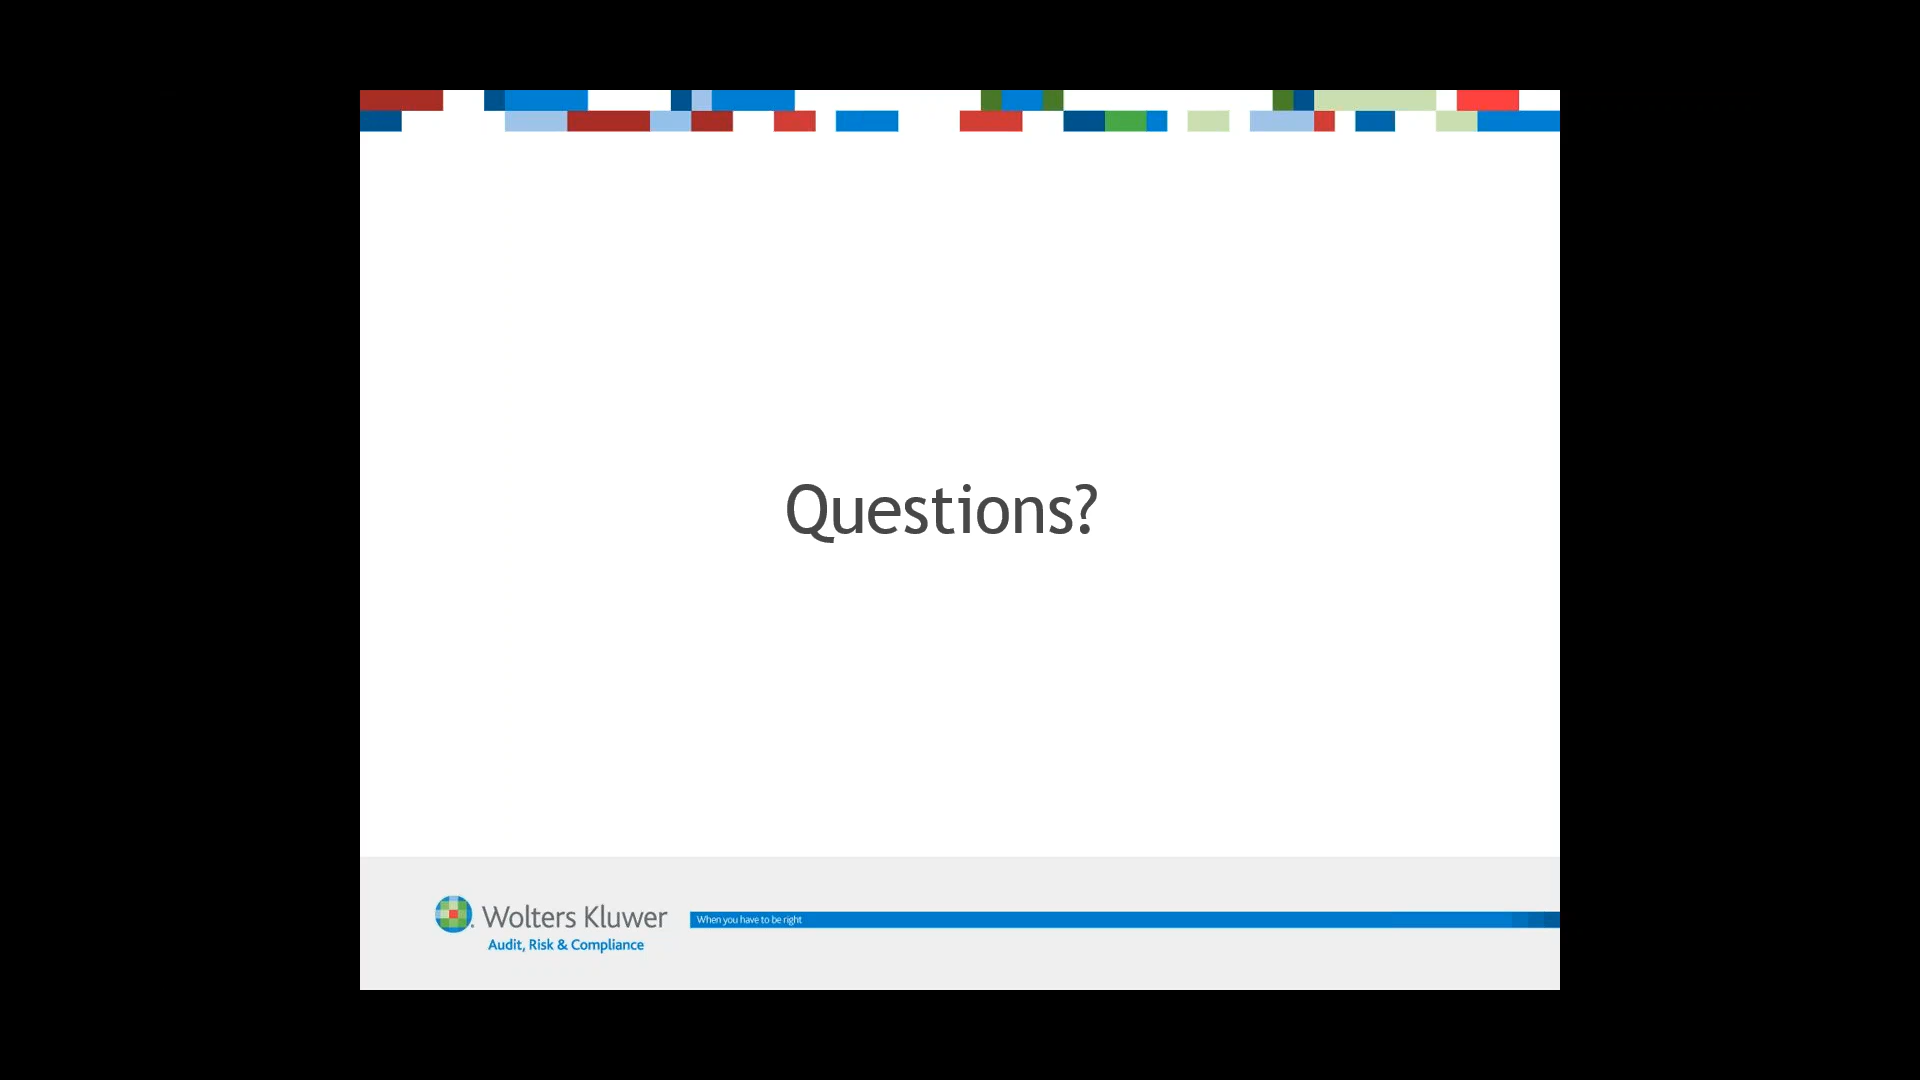 Questions?
Wolters Kluwer
When you have to be right
Audit, Risk & Compliance